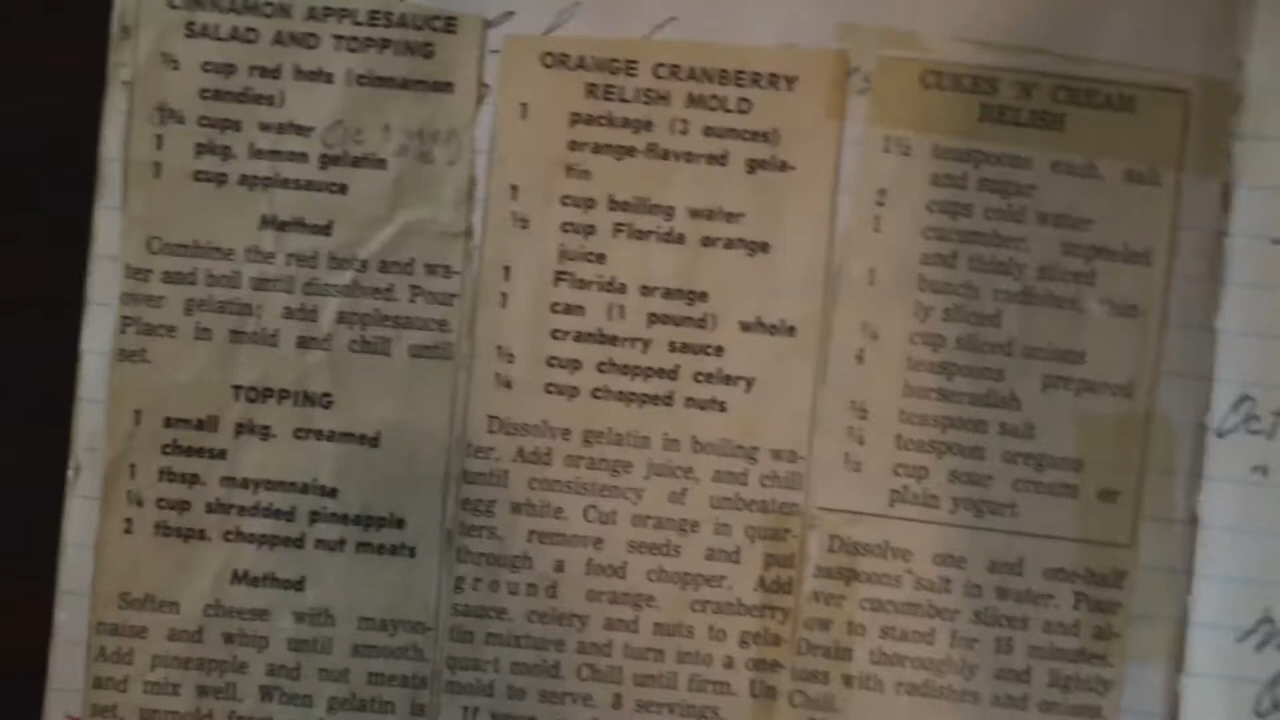 CINNAMON APPLESAUCE
SALAD AND TOPPING
½ cup red hots (cinnamon
candies)
cups water
1 pkg. lemon gelatin
1 cup applesauce
Method
Combine the red hots and wa-
ter and boil until dissolved. Pour
over gelatin; add applesauce.
Place in mold and chill until
set.
TOPPING
1 small pkg. creamed
cheese
1 tbsp. mayonnaise
¼ cup shredded pineapple
2 tbsps. chopped nut meats
Method
Soften cheese with mayon-
naise and whip until smooth.
Add pineapple and nut meats
and mix well. When gelatin is
set, unmold
ORANGE CRANBERRY
RELISH MOLD
1 package (3 ounces)
orange-flavored gela-
tin
1 cup boiling water
½ cup Florida orange
juice
1 Florida orange
1 can (1 pound) whole
cranberry sauce
½ cup chopped celery
¼ cup chopped nuts
Dissolve gelatin in boiling wa-
ter. Add orange juice, and chill
until consistency of unbeaten
egg white. Cut orange in quar-
ters, remove seeds and put
through a food chopper. Add
ground orange, cranberry
sauce, celery and nuts to gela-
tin mixture and turn into a one-
quart mold. Chill until firm. Un
mold to serve. 8 servings.
CUKES 'N' CREAM
RELISH
1½ teaspoons each, salt
and sugar
2 cups cold water
1 cucumber, unpeeled
and thinly sliced
1 bunch radishes, thin-
ly sliced
cup sliced onions
4 teaspoons prepared
horseradish
½ teaspoon salt
¼ teaspoon oregano
½ cup sour cream or
plain yogurt
Dissolve one and one-half
teaspoons salt in water. Pour
over cucumber slices and al-
low to stand for 15 minutes.
Drain thoroughly and lightly
toss with radishes and onions.
Chill.